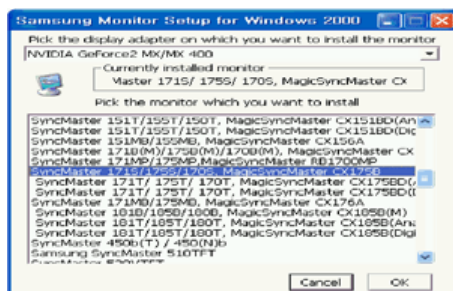 Samsung Monitor Setup for Windows 2000
Pick the display adapter on which you want to install the monitor
NVIDIA GeForce2 MX/MX 400
Currently installed monitor
Master 171S/ 175S/ 170S, MagicSyncMaster CX
Pick the monitor which you want to install
SyncMaster 151T/155T/150T, MagicSyncMaster CX151BD(An
SyncMaster 151T/155T/150T, MagicSyncMaster CX151BD(Dig
SyncMaster 151MB/155MB, MagicSyncMaster CX156A
SyncMaster 171B(M)/175B(M)/170B(M), MagicSyncMaster CX
SyncMaster 171MP/175MP,MagicSyncMaster RB1700MP
SyncMaster 171S/175S/170S, MagicSyncMaster CX175B
SyncMaster 171T/ 175T/ 170T, MagicSyncMaster CX175BD(
SyncMaster 171T/ 175T/ 170T, MagicSyncMaster CX175BD(
SyncMaster 171MB/175MB, MagicSyncMaster CX176A
SyncMaster 181B/185B/180B, MagicSyncMaster CX185B(M)
SyncMaster 181T/185T/180T, MagicSyncMaster CX185B(Ana
SyncMaster 181T/185T/180T, MagicSyncMaster CX185B(Digi
SyncMaster 450b(T) / 450(N)b
Samsung SyncMaster 510TFT
Cancel OK